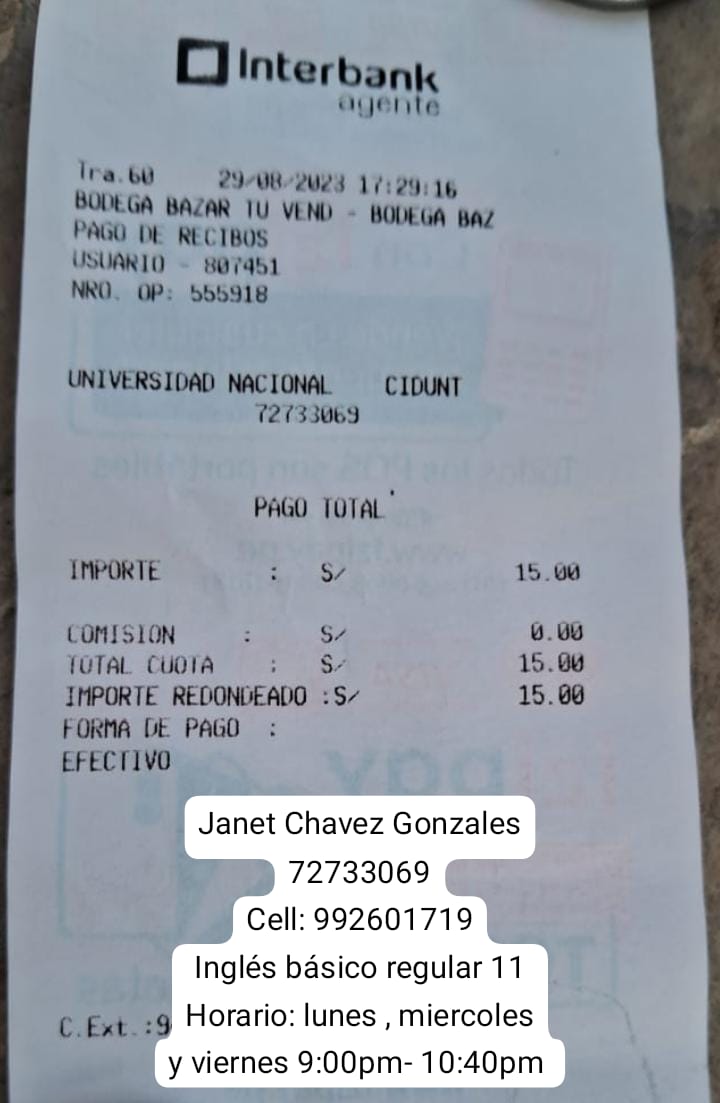 Interbank
agente
Tra.60 29/08/2023 17:29:16
BODEGA BAZAR TU VEND - BODEGA BAZ
PAGO DE RECIBOS
USUARIO - 807451
NRO. OP: 555918
UNIVERSIDAD NACIONAL CIDUNT
72733069
PAGO TOTAL
IMPORTE : S/ 15.00
COMISION : S/ 0.00
TOTAL CUOTA : S/ 15.00
IMPORTE REDONDEADO :S/ 15.00
FORMA DE PAGO :
EFECTIVO
Janet Chavez Gonzales
72733069
Cell: 992601719
Inglés básico regular 11
C.Ext.:9 Horario: lunes , miercoles
y viernes 9:00pm- 10:40pm